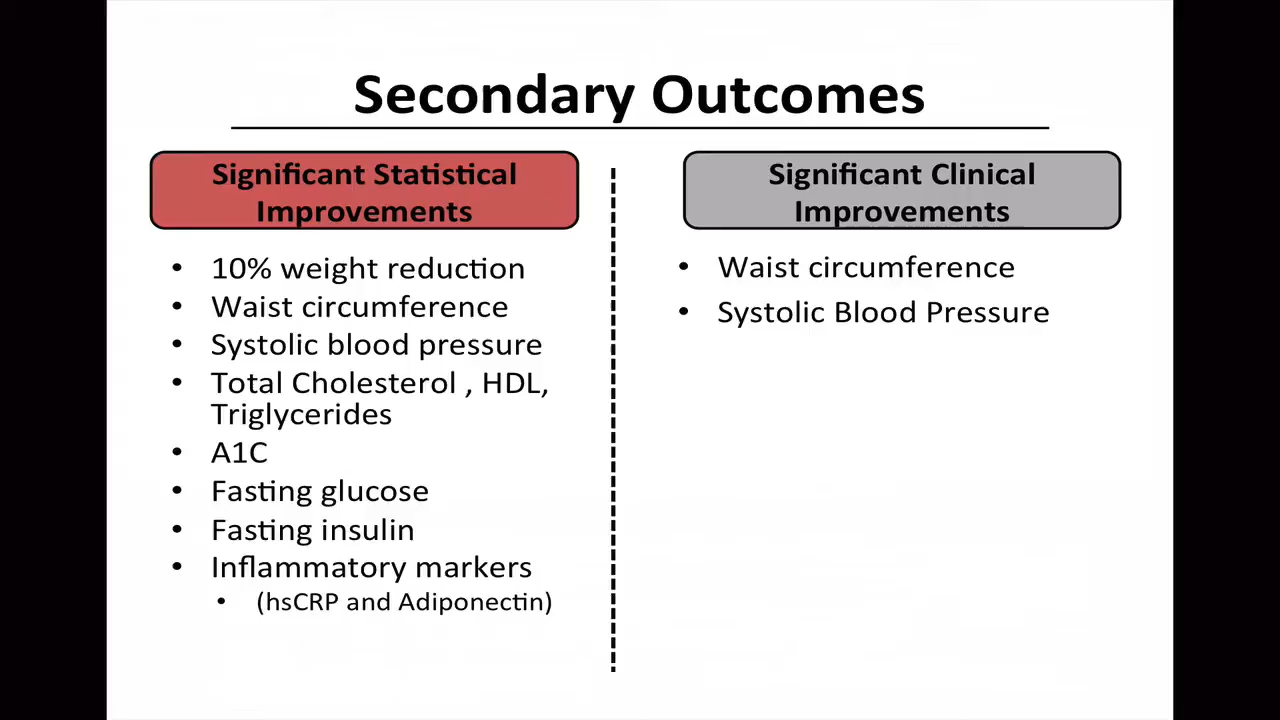 Secondary Outcomes
Significant Statistical
Improvements
• 10% weight reduction
• Waist circumference
• Systolic blood pressure
• Total Cholesterol , HDL,
Triglycerides
• A1C
• Fasting glucose
• Fasting insulin
• Inflammatory markers
• (hsCRP and Adiponectin)
Significant Clinical
Improvements
• Waist circumference
• Systolic Blood Pressure